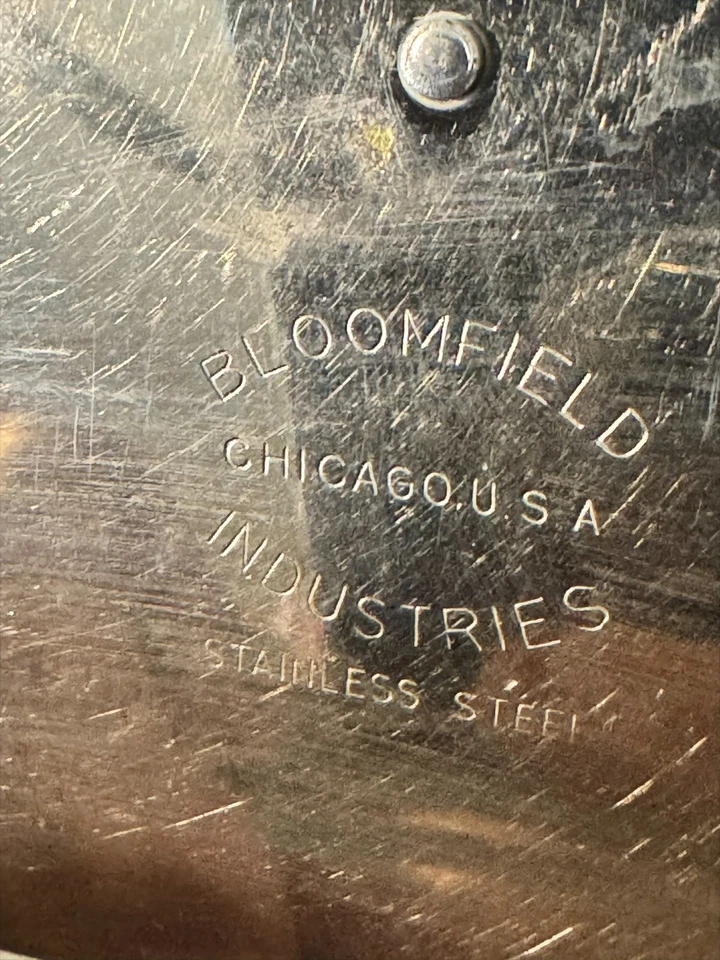 BLOOMFIELD
CHICAGO.U.S.A
INDUSTRIES
STAINLESS STEEL